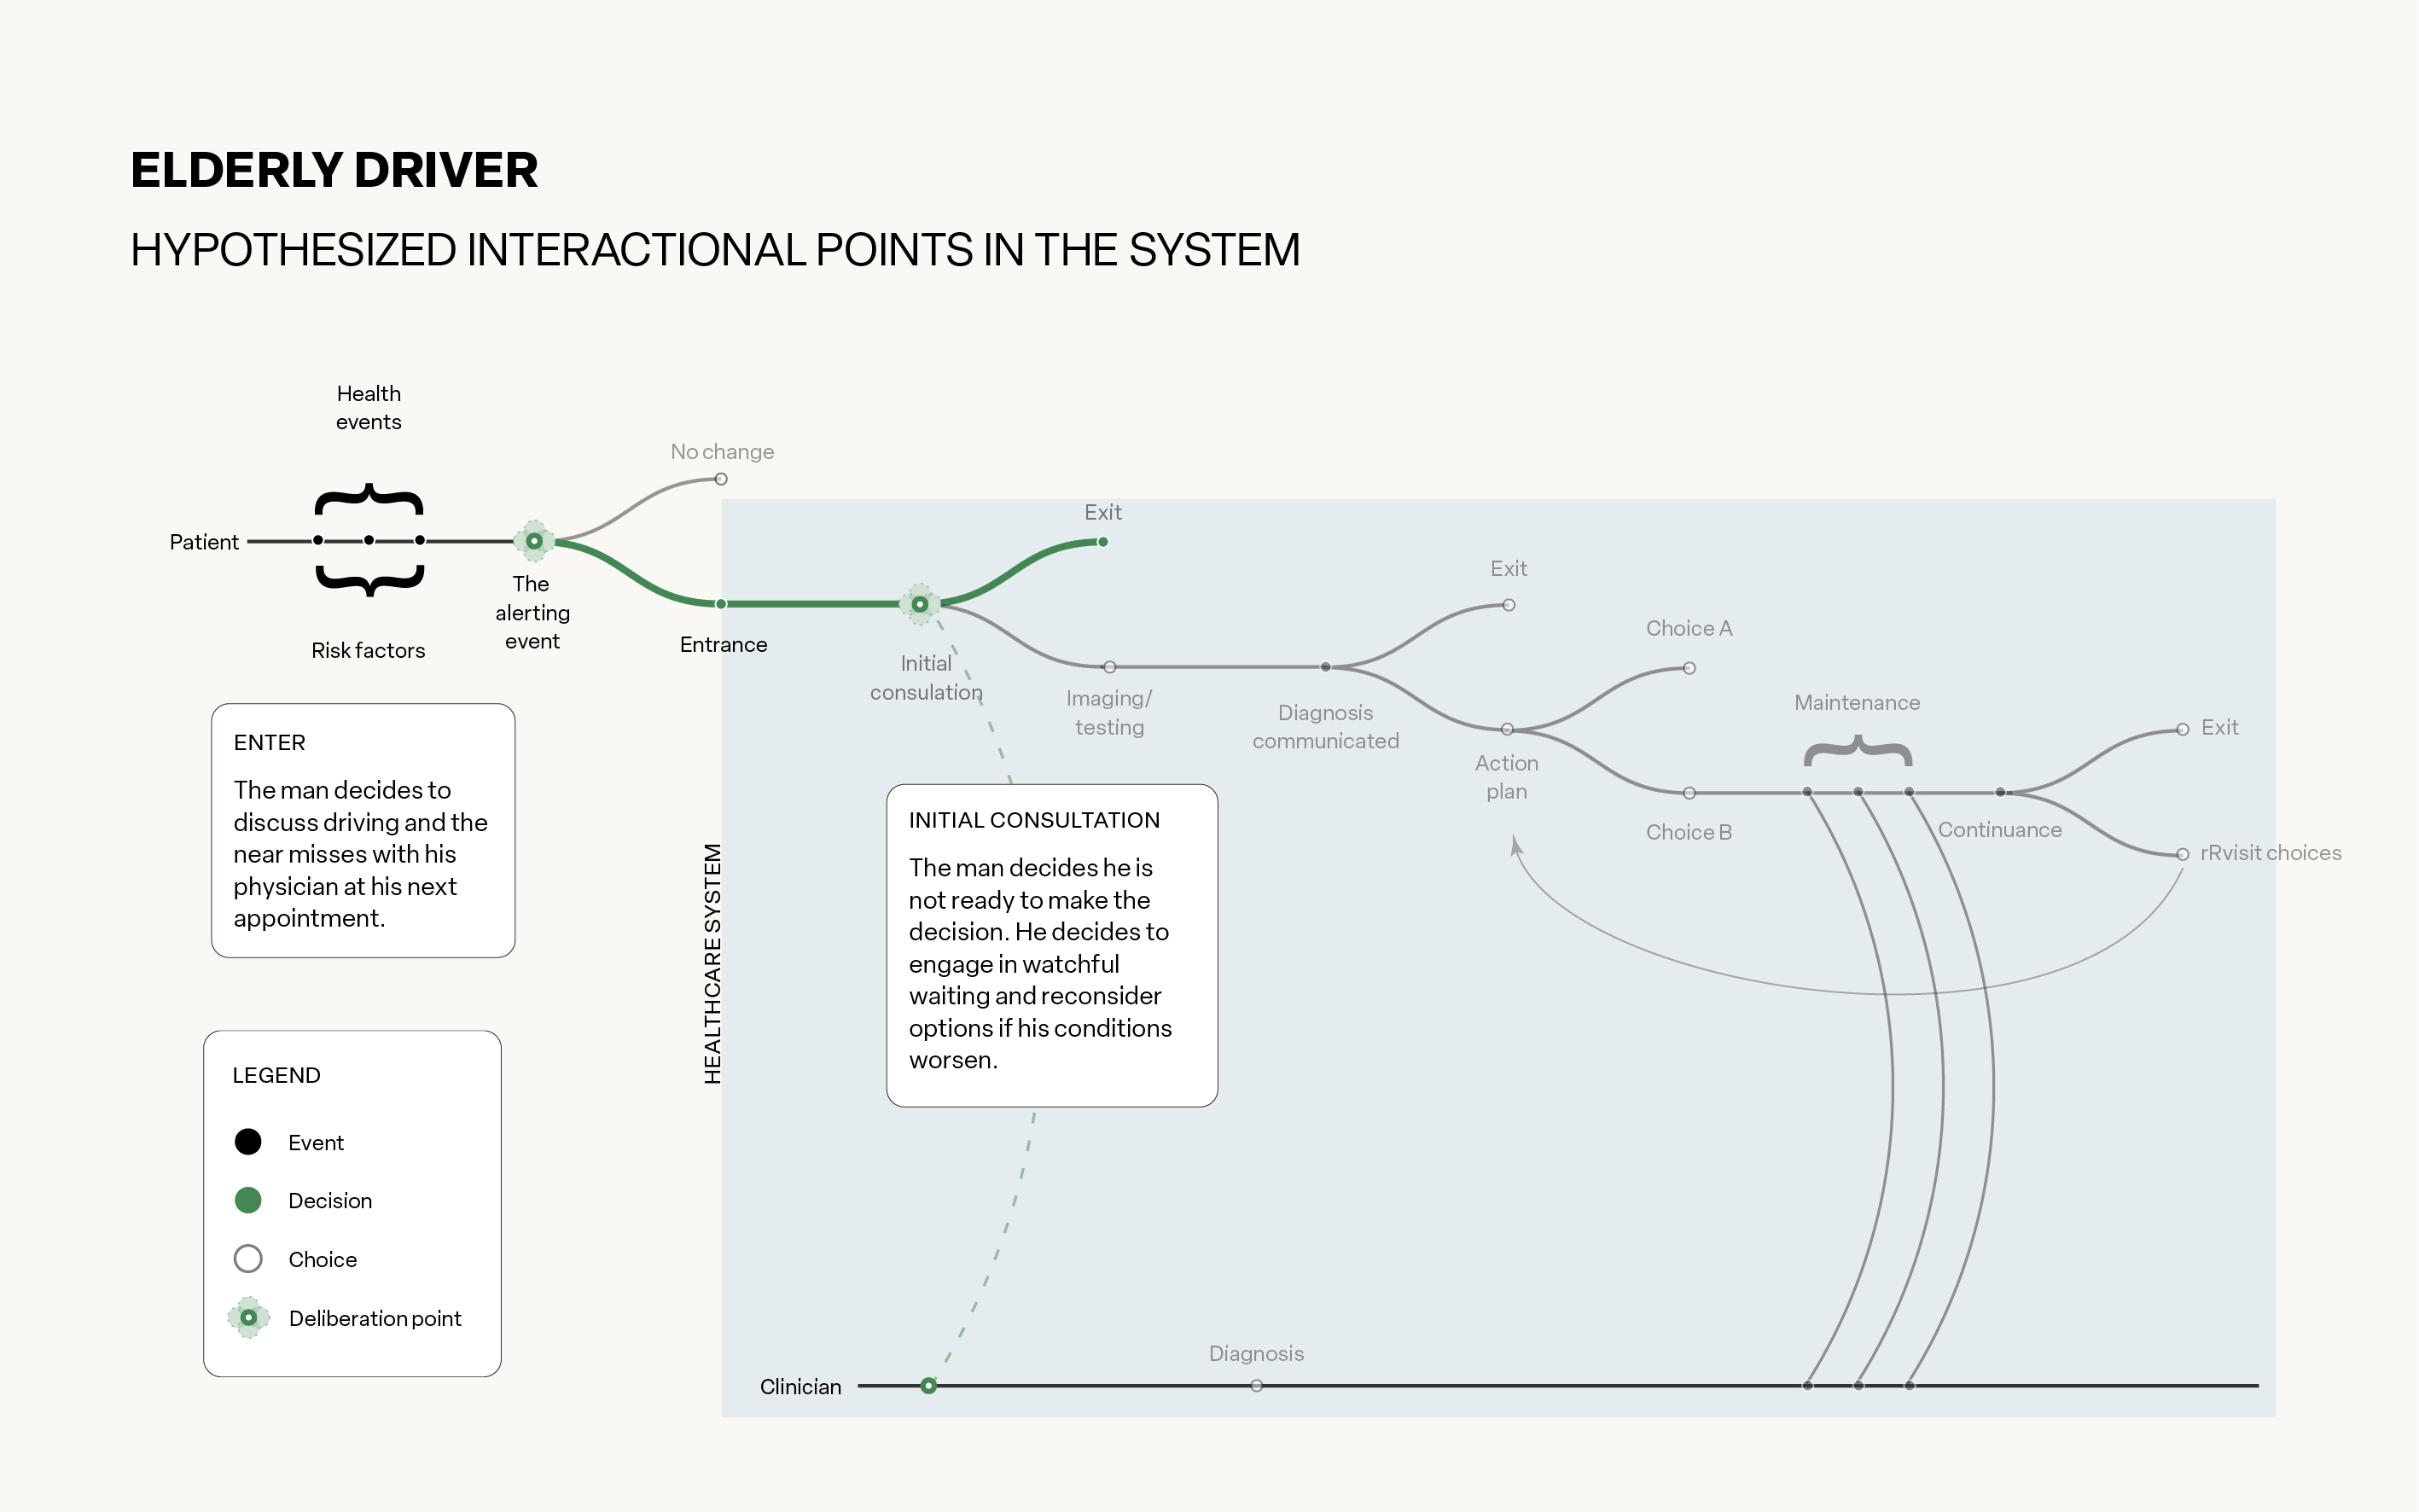 ELDERLY DRIVER
HYPOTHESIZED INTERACTIONAL POINTS IN THE SYSTEM
Health
events
Patient
Risk factors
The
alerting
event
No change
Entrance
Exit
Initial
consulation
Imaging/
testing
Diagnosis
communicated
Exit
Action
plan
Choice A
Choice B
Maintenance
Continuance
Exit
rRvisit choices
ENTER
The man decides to
discuss driving and the
near misses with his
physician at his next
appointment.
HEALTHCARE SYSTEM
INITIAL CONSULTATION
The man decides he is
not ready to make the
decision. He decides to
engage in watchful
waiting and reconsider
options if his conditions
worsen.
LEGEND
Event
Decision
Choice
Deliberation point
Clinician
Diagnosis